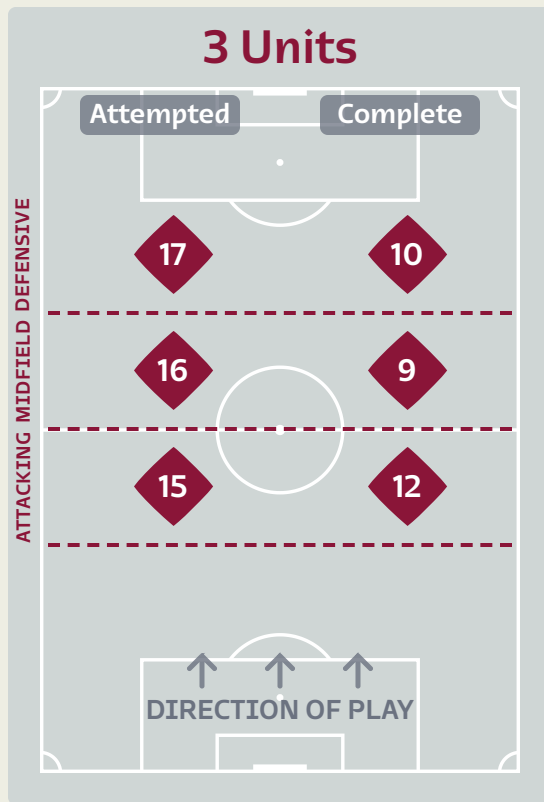 3 Units
Attempted Complete
ATTACKING MIDFIELD DEFENSIVE
17 10
16 9
15 12
DIRECTION OF PLAY